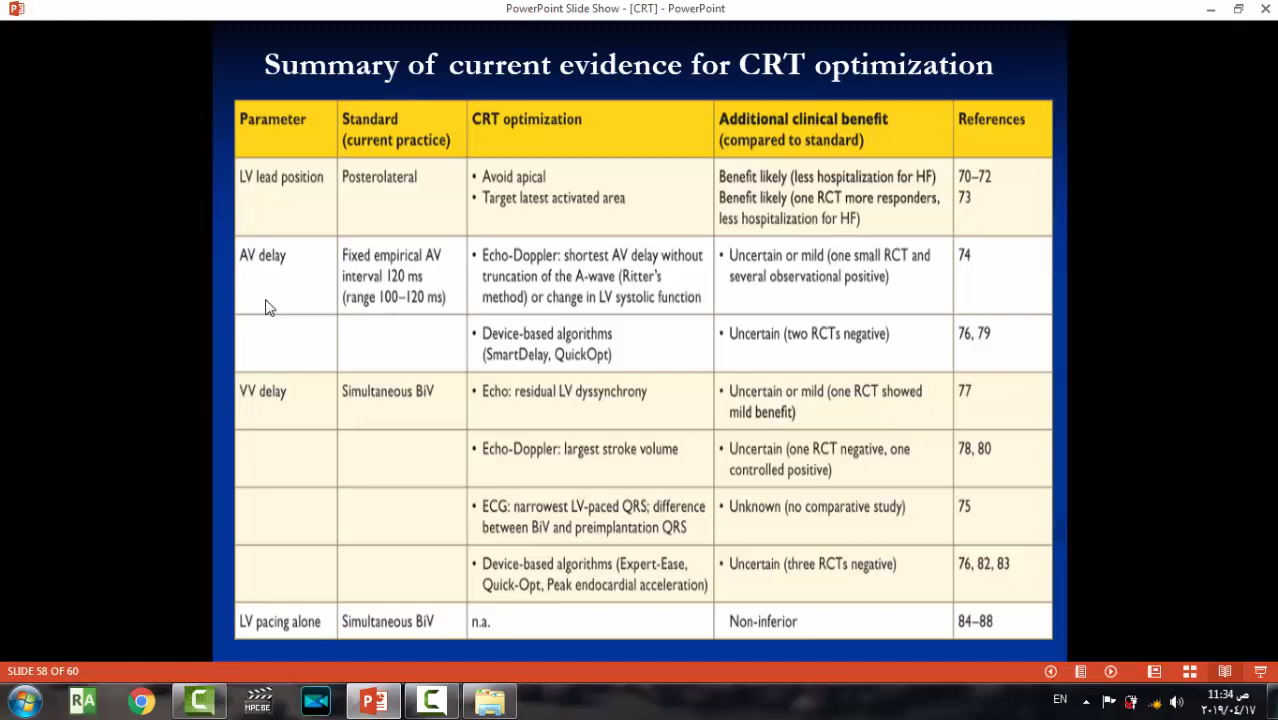 PowerPoint Slide Show - [CRT] - PowerPoint
Summary of current evidence for CRT optimization
Parameter
Standard
(current practice)
CRT optimization
Additional clinical benefit
(compared to standard)
References
LV lead position
Posterolateral
• Avoid apical
• Target latest activated area
Benefit likely (less hospitalization for HF)
Benefit likely (one RCT more responders,
less hospitalization for HF)
70–72
73
AV delay
Fixed empirical AV
interval 120 ms
(range 100–120 ms)
• Echo-Doppler: shortest AV delay without
truncation of the A-wave (Ritter's
method) or change in LV systolic function
• Uncertain or mild (one small RCT and
several observational positive)
74
• Device-based algorithms
(SmartDelay, QuickOpt)
• Uncertain (two RCTs negative)
76, 79
VV delay
Simultaneous BiV
• Echo: residual LV dyssynchrony
• Uncertain or mild (one RCT showed
mild benefit)
77
• Echo-Doppler: largest stroke volume
• Uncertain (one RCT negative, one
controlled positive)
78, 80
• ECG: narrowest LV-paced QRS; difference
between BiV and preimplantation QRS
• Unknown (no comparative study)
75
• Device-based algorithms (Expert-Ease,
Quick-Opt, Peak endocardial acceleration)
• Uncertain (three RCTs negative)
76, 82, 83
LV pacing alone
Simultaneous BiV
n.a.
Non-inferior
84–88
SLIDE 58 OF 60
RA
MPC BE
EN
11:34 ص
٢٠١٩/٠٤/١٧